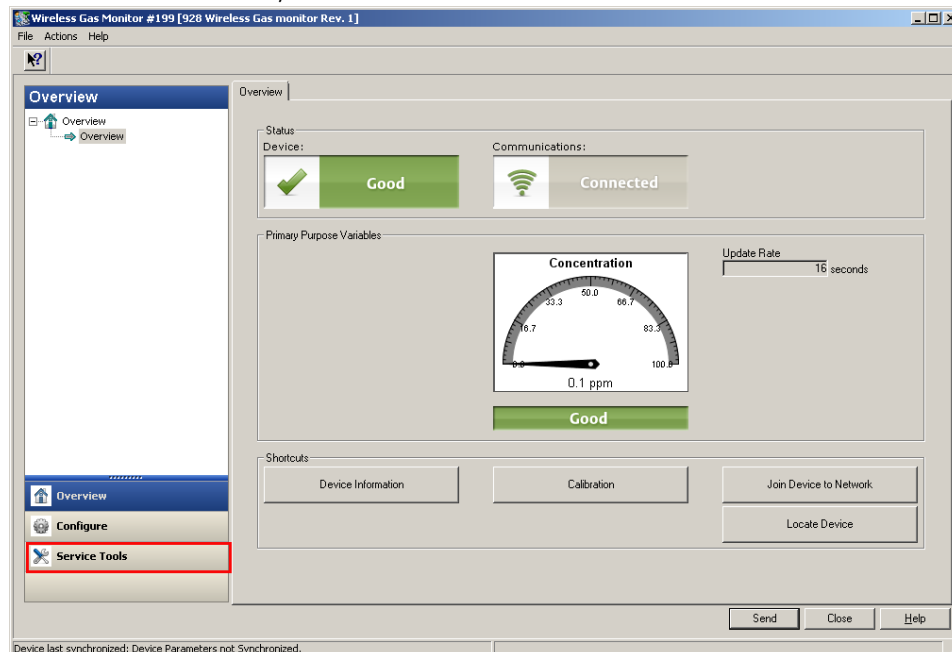 Wireless Gas Monitor #199 [928 Wireless Gas monitor Rev. 1]
File Actions Help
Overview
Overview
Overview
Overview
Status
Device:
Communications:
Good
Connected
Primary Purpose Variables
Concentration
0.0
16.7
33.3
50.0
66.7
83.3
100.0
0.1 ppm
Good
Update Rate
16 seconds
Shortcuts
Device Information
Calibration
Join Device to Network
Locate Device
Overview
Configure
Service Tools
Send
Close
Help
Device last synchronized: Device Parameters not Synchronized.